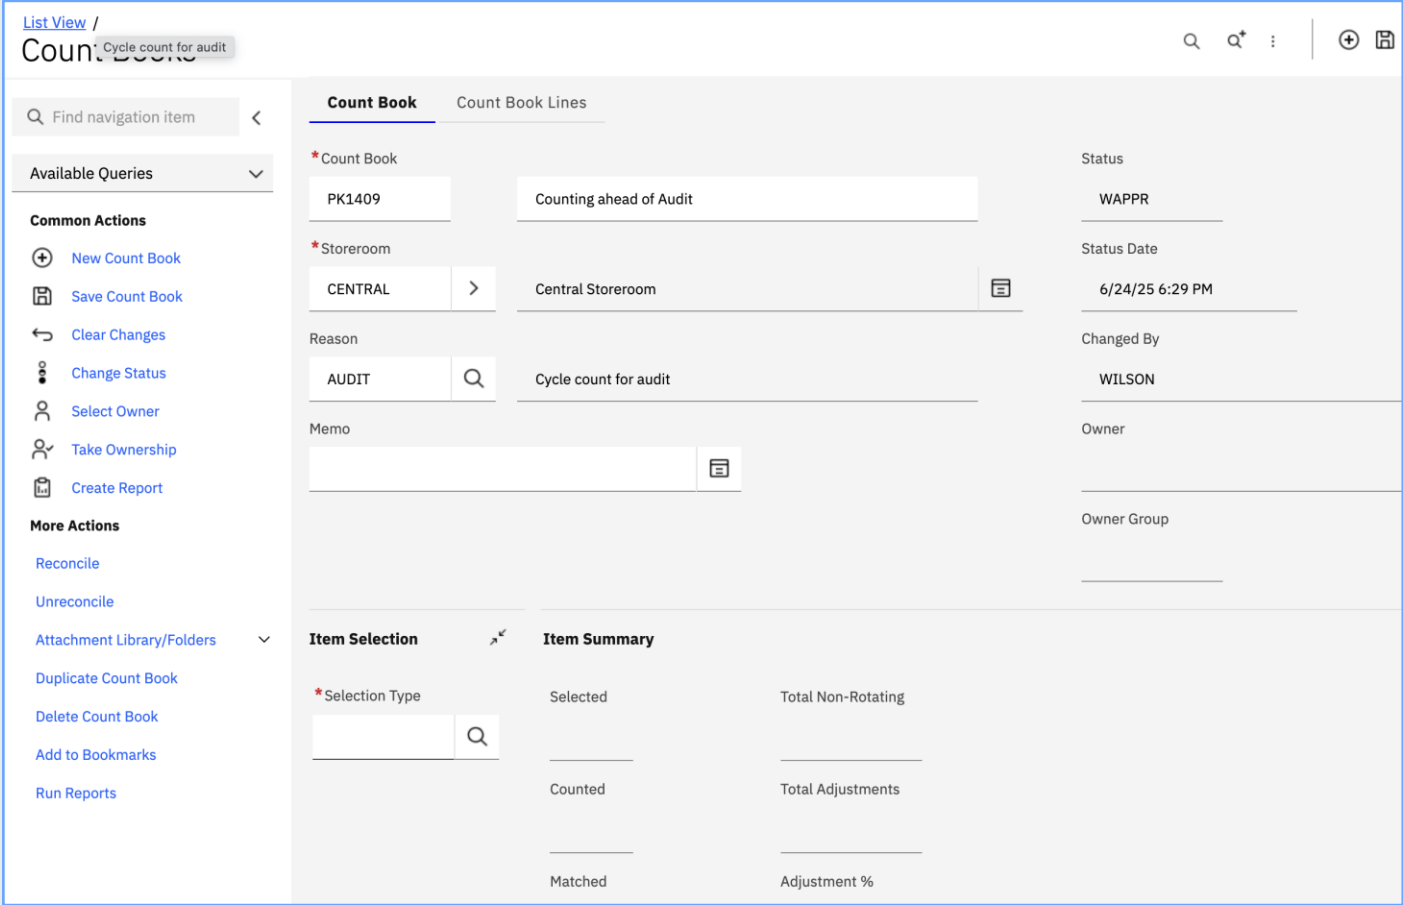 List View /
Count Books
Cycle count for audit
Find navigation item
Available Queries
Common Actions
New Count Book
Save Count Book
Clear Changes
Change Status
Select Owner
Take Ownership
Create Report
More Actions
Reconcile
Unreconcile
Attachment Library/Folders
Duplicate Count Book
Delete Count Book
Add to Bookmarks
Run Reports
Count Book Count Book Lines
*Count Book
PK1409 Counting ahead of Audit
*Storeroom
CENTRAL Central Storeroom
Reason
AUDIT Cycle count for audit
Memo
Status
WAPPR
Status Date
6/24/25 6:29 PM
Changed By
WILSON
Owner
Owner Group
Item Selection
*Selection Type
Item Summary
Selected Total Non-Rotating
Counted Total Adjustments
Matched Adjustment %